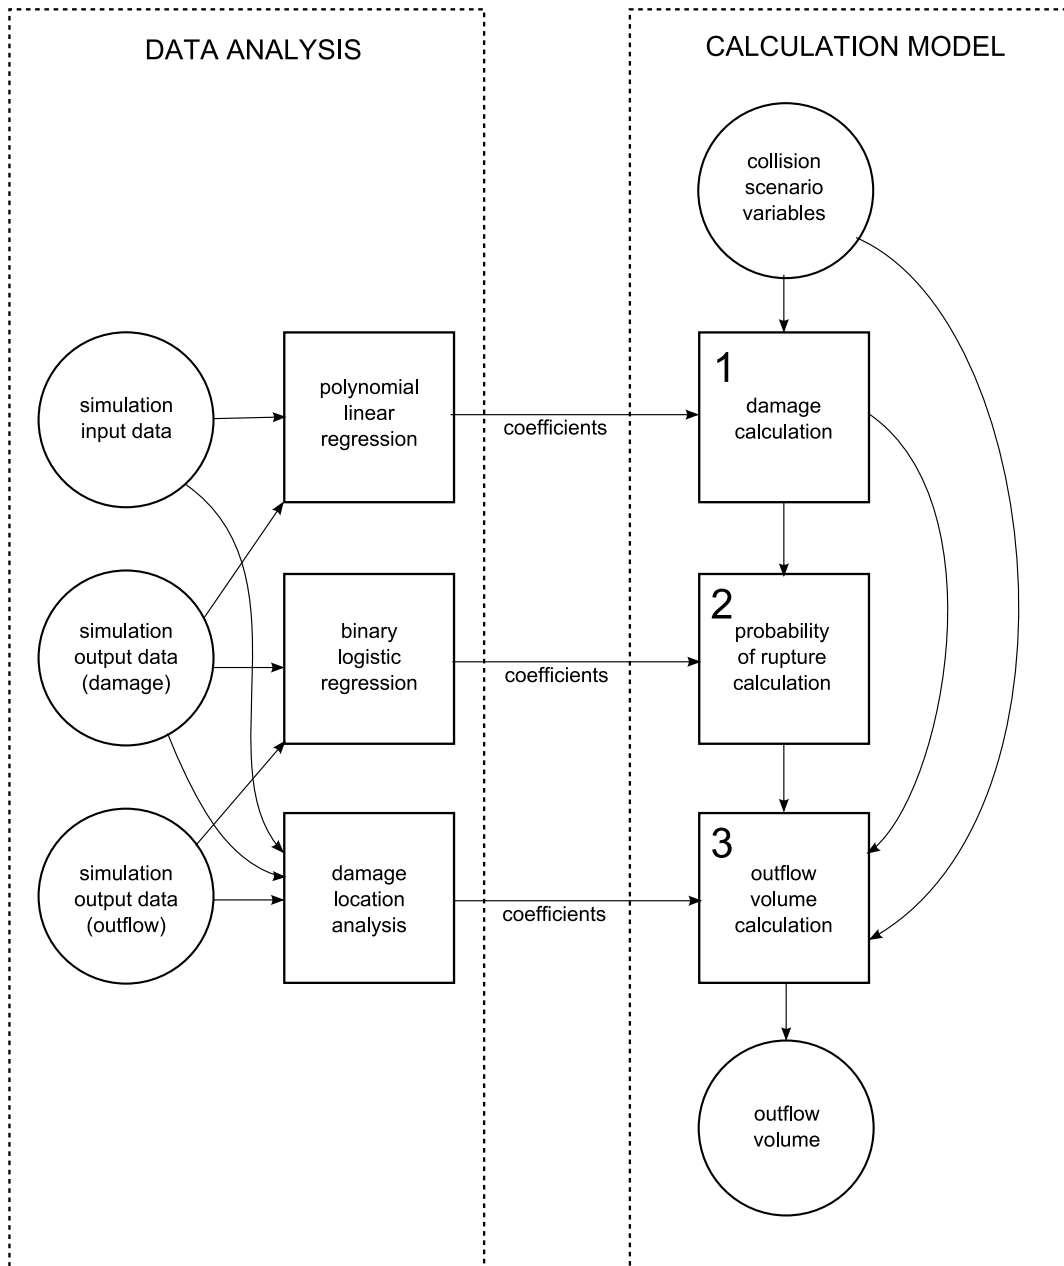 DATA ANALYSIS
simulation
input data
simulation
output data
(damage)
simulation
output data
(outflow)
polynomial
linear
regression
binary
logistic
regression
damage
location
analysis
coefficients
coefficients
coefficients
CALCULATION MODEL
collision
scenario
variables
1
damage
calculation
2
probability
of rupture
calculation
3
outflow
volume
calculation
outflow
volume